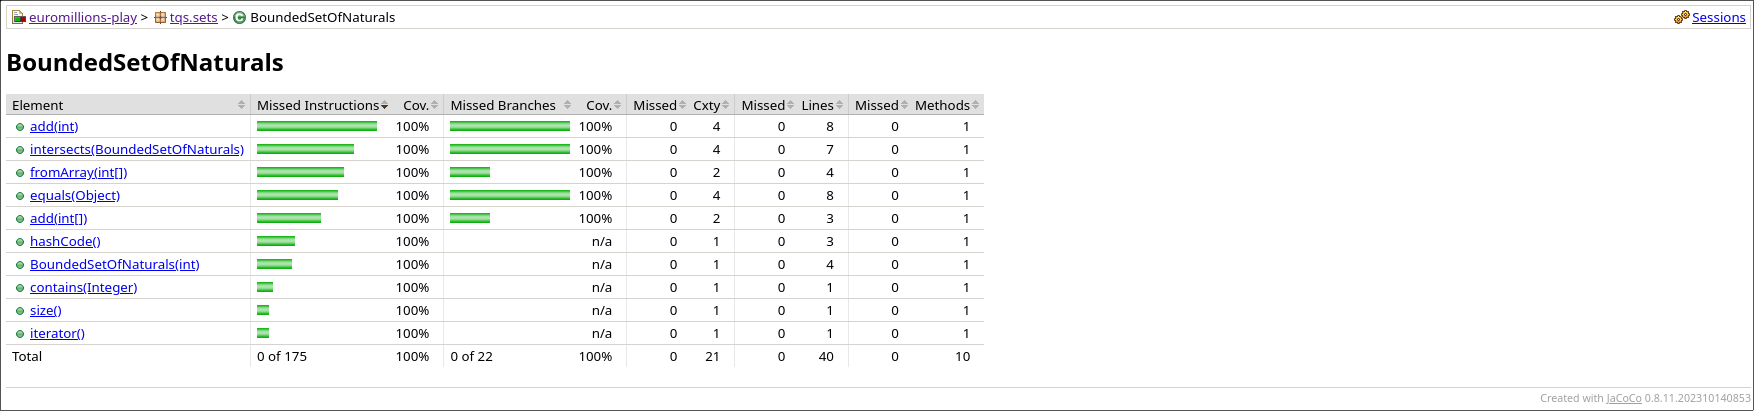 euromillions-play > tqs.sets > BoundedSetOfNaturals Sessions
BoundedSetOfNaturals
Element Missed Instructions Cov. Missed Branches Cov. Missed Cxty Missed Lines Missed Methods
add(int) 100% 100% 0 4 0 8 0 1
intersects(BoundedSetOfNaturals) 100% 100% 0 4 0 7 0 1
fromArray(int[]) 100% 100% 0 2 0 4 0 1
equals(Object) 100% 100% 0 4 0 8 0 1
add(int[]) 100% 100% 0 2 0 3 0 1
hashCode() 100% n/a 0 1 0 3 0 1
BoundedSetOfNaturals(int) 100% n/a 0 1 0 4 0 1
contains(Integer) 100% n/a 0 1 0 1 0 1
size() 100% n/a 0 1 0 1 0 1
iterator() 100% n/a 0 1 0 1 0 1
Total 0 of 175 100% 0 of 22 100% 0 21 0 40 0 10
Created with JaCoCo 0.8.11.202310140853